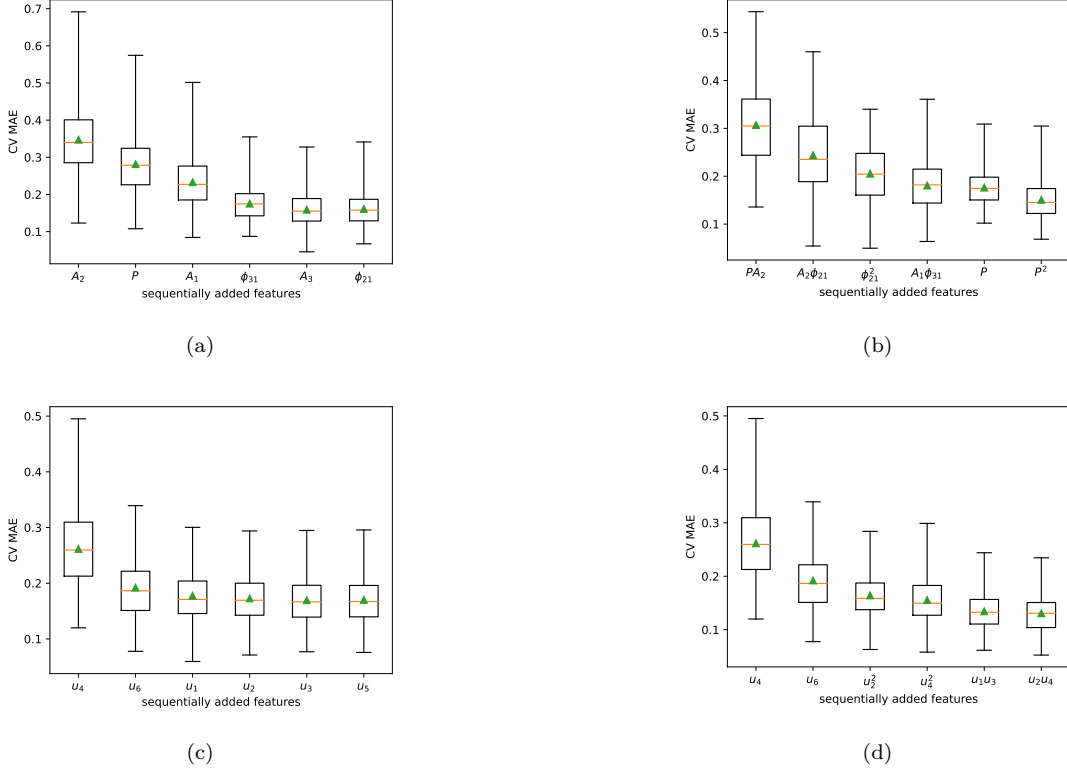 0.7
0.6
0.5
0.4
0.3
0.2
0.1
CV MAE
A₂ P A₁ ϕ₃₁ A₃ ϕ₂₁
sequentially added features
(a)
0.5
0.4
0.3
0.2
0.1
CV MAE
PA₂ A₂ϕ₂₁ ϕ²₂₁ A₁ϕ₃₁ P P²
sequentially added features
(b)
0.5
0.4
0.3
0.2
0.1
CV MAE
u₄ u₆ u₁ u₂ u₃ u₅
sequentially added features
(c)
0.5
0.4
0.3
0.2
0.1
CV MAE
u₄ u₆ u²₂ u²₄ u₁u₃ u₂u₄
sequentially added features
(d)